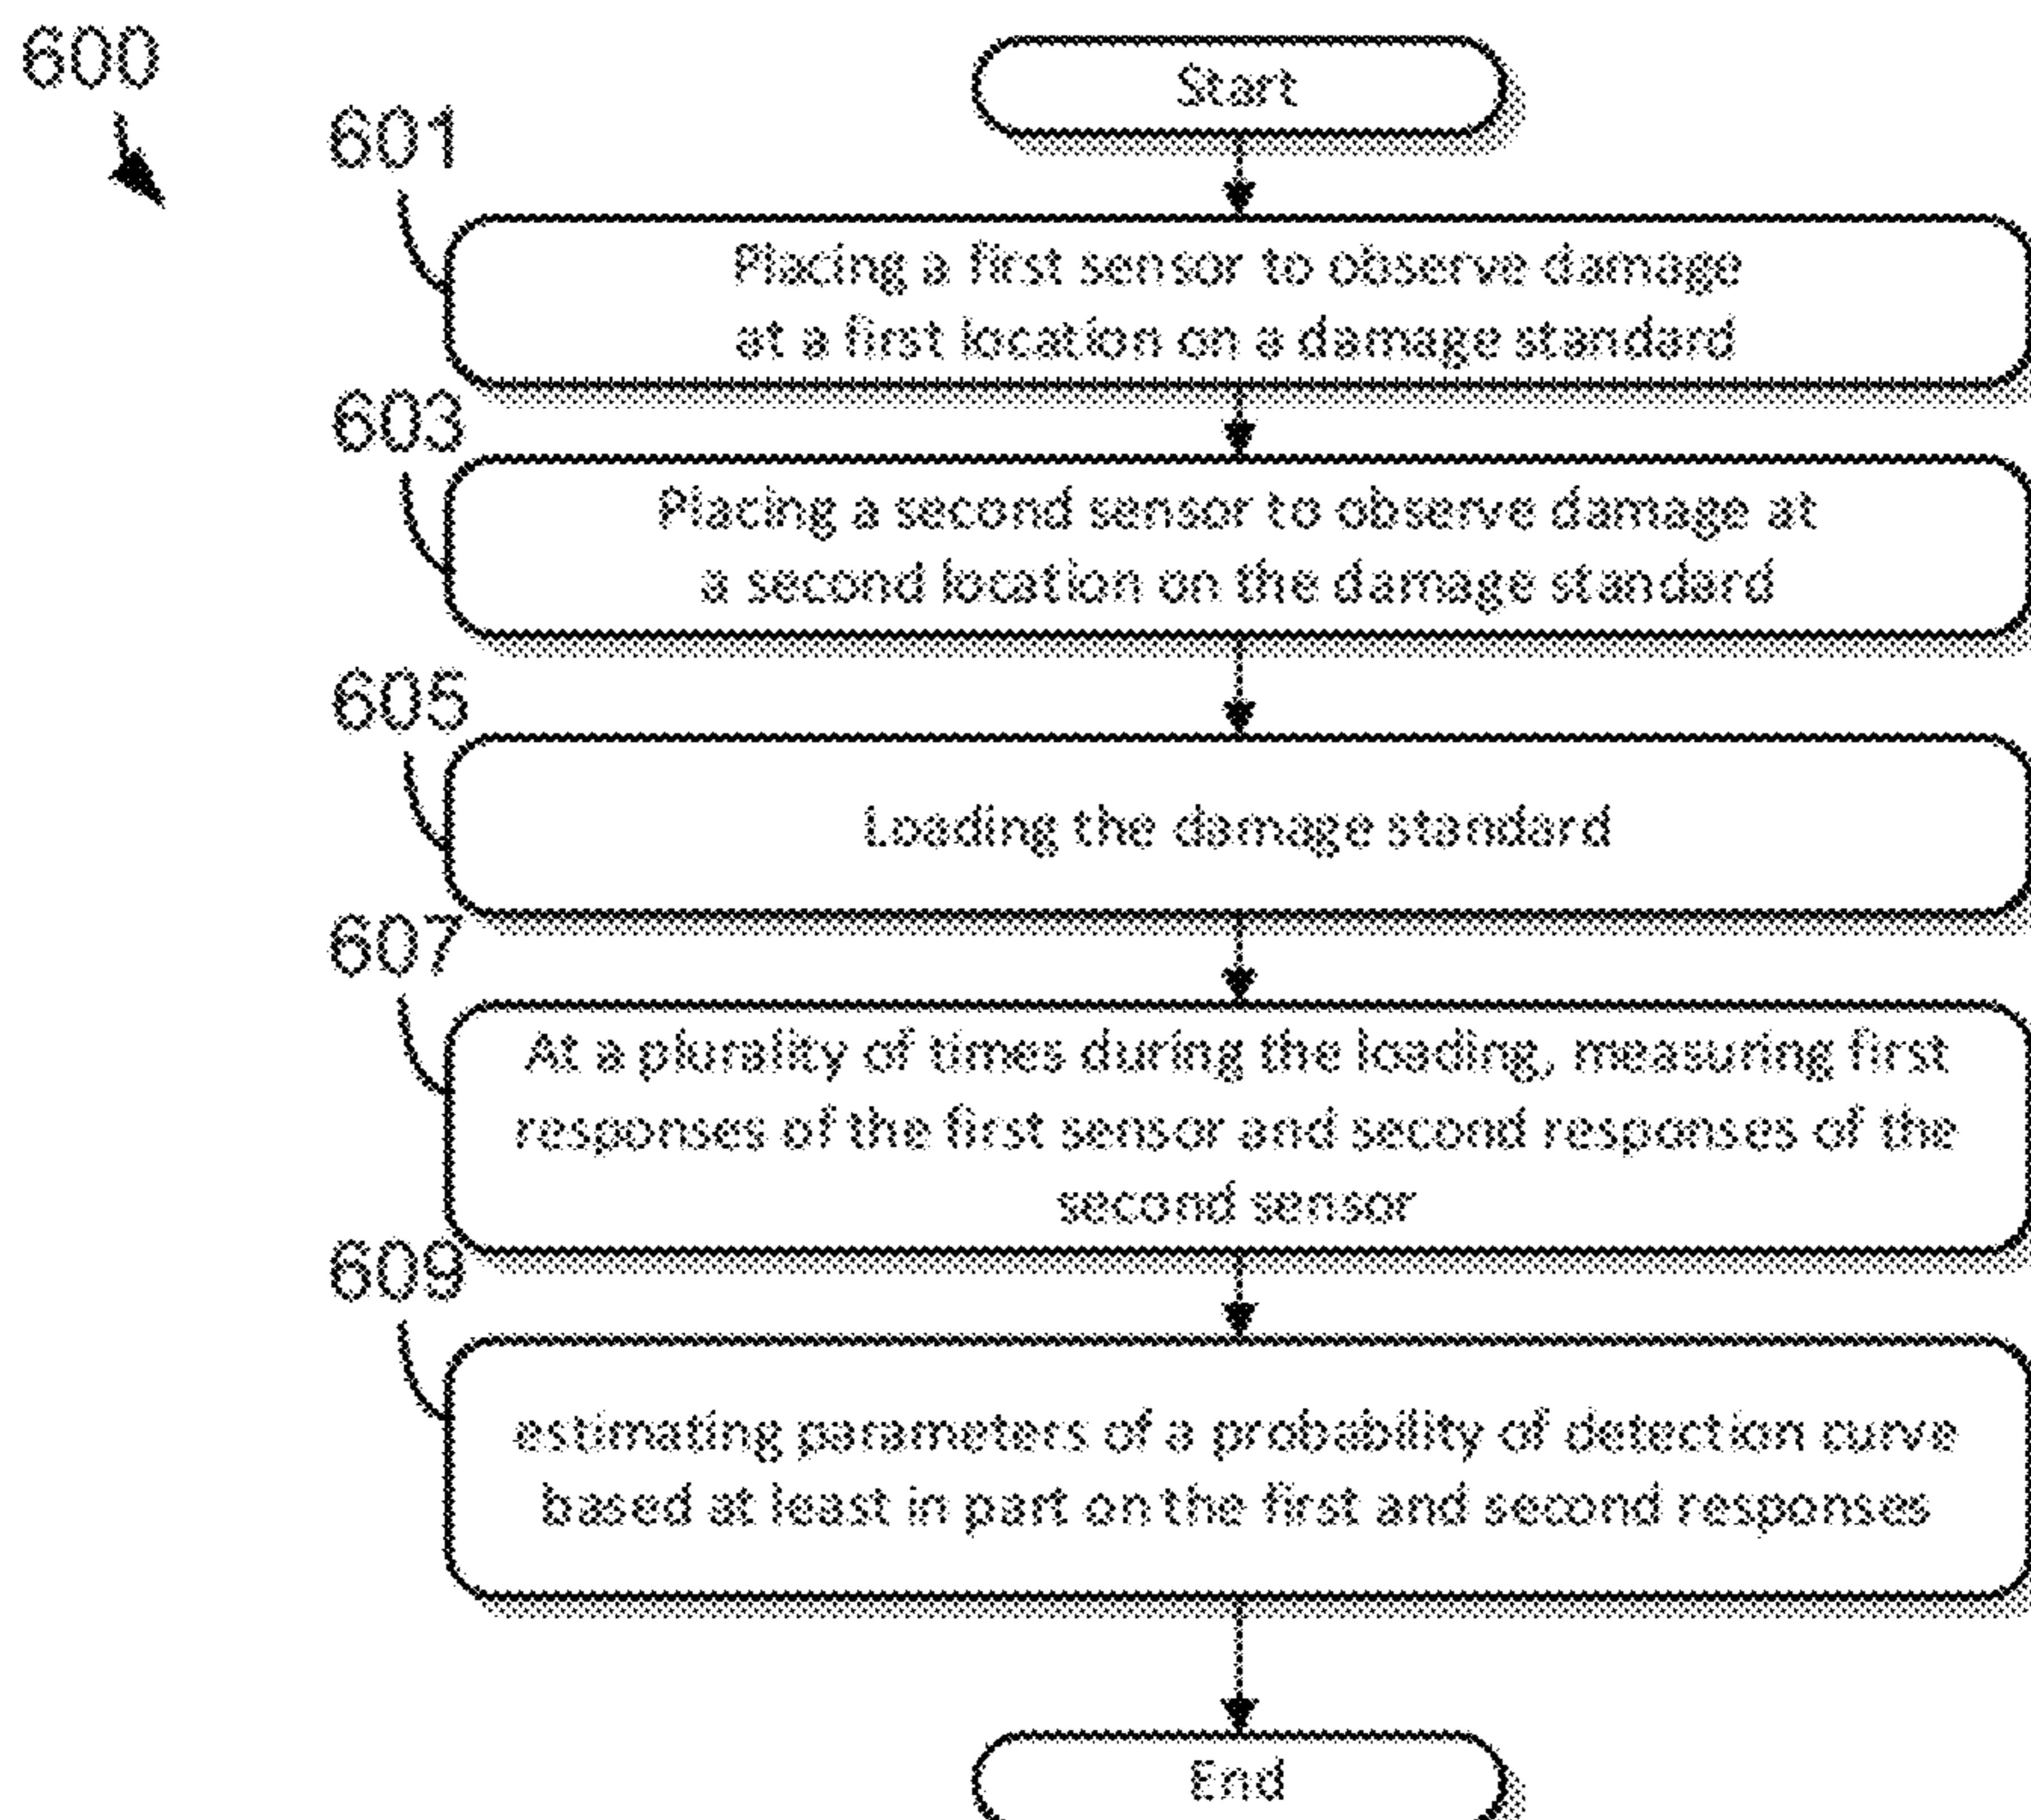 600
Start
601
Placing a first sensor to observe damage
at a first location on a damage standard
603
Placing a second sensor to observe damage at
a second location on the damage standard
605
Loading the damage standard
607
At a plurality of times during the loading, measuring first
responses of the first sensor and second responses of the
second sensor
609
estimating parameters of a probability of detection curve
based at least in part on the first and second responses
End